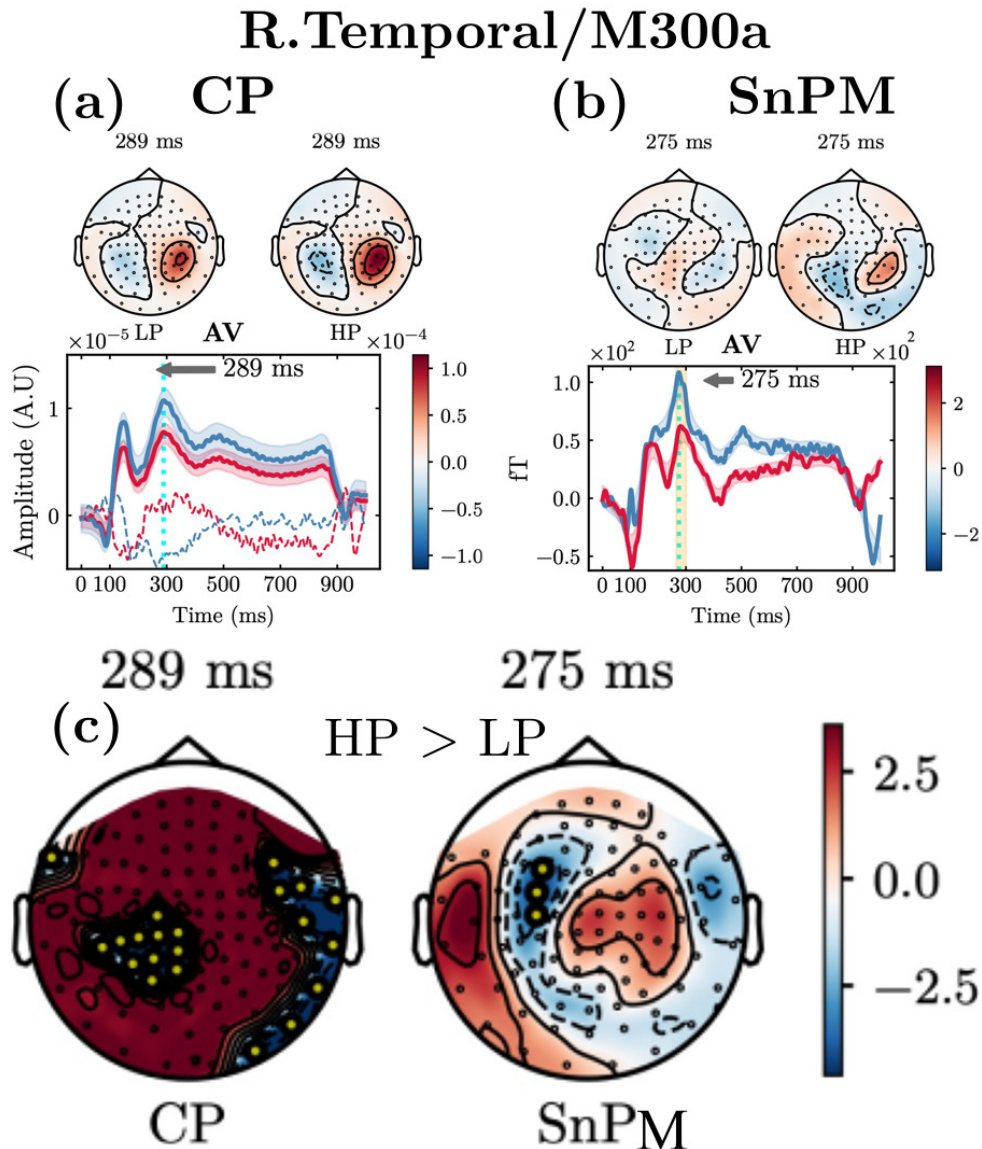 R.Temporal/M300a
(a) CP
(b) SnPM
289 ms 289 ms
275 ms 275 ms
×10⁻⁵ LP AV HP ×10⁻⁴
×10² LP AV HP ×10²
289 ms
275 ms
Amplitude (A.U)
1
0
1.0
0.5
0.0
−0.5
−1.0
0 100 300 500 700 900
Time (ms)
fT
1.0
0.5
0.0
−0.5
2
0
−2
0 100 300 500 700 900
Time (ms)
289 ms 275 ms
(c) HP > LP
2.5
0.0
−2.5
CP SnPM